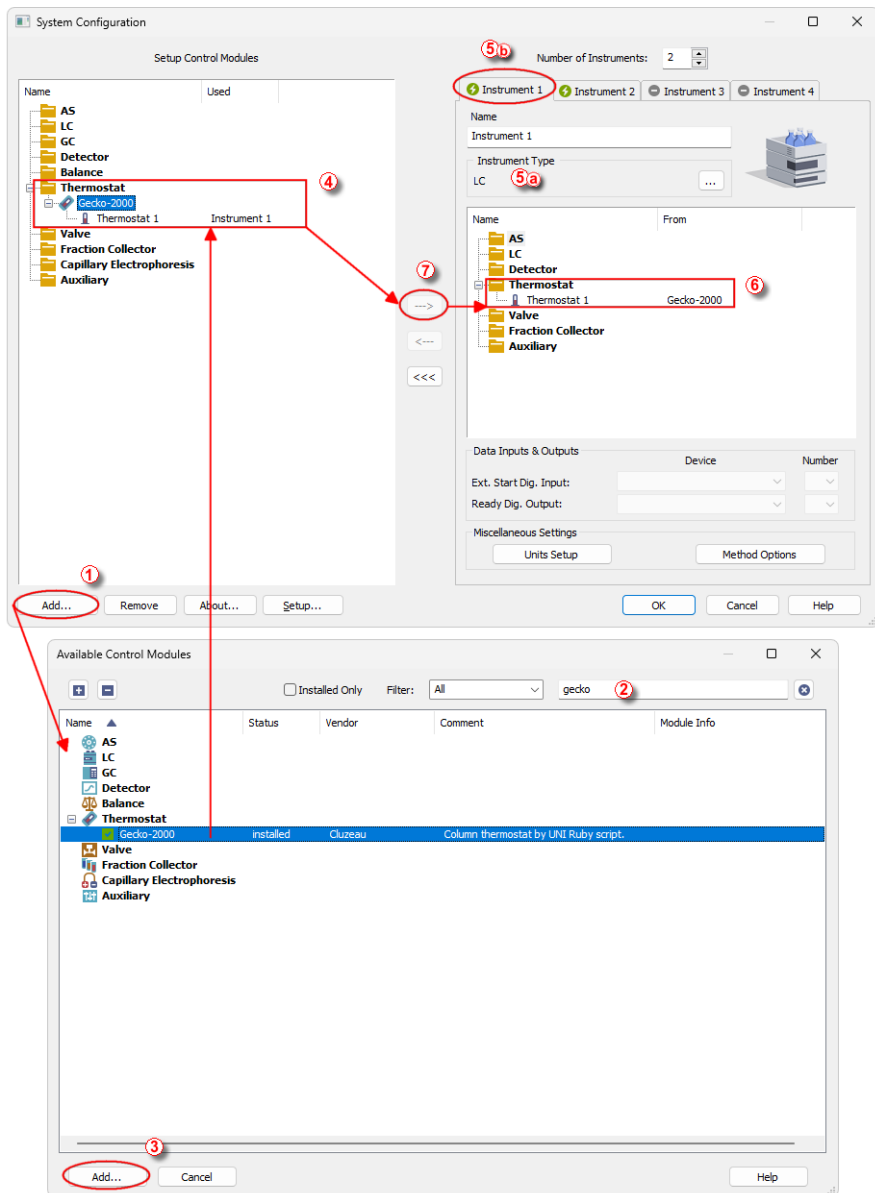 System Configuration
⑤b
Setup Control Modules
Number of Instruments: 2
Name Used
AS
LC
GC
Detector
Balance
Thermostat
Gecko-2000
Thermostat 1 Instrument 1
Valve
Fraction Collector
Capillary Electrophoresis
Auxiliary
④
⑦
--->
<---
<<<
Instrument 1 Instrument 2 Instrument 3 Instrument 4
Name
Instrument 1
Instrument Type
LC ⑤a ...
Name From
AS
LC
Detector
Thermostat
Thermostat 1 Gecko-2000
⑥
Valve
Fraction Collector
Auxiliary
Data Inputs & Outputs
Device Number
Ext. Start Dig. Input:
Ready Dig. Output:
Miscellaneous Settings
Units Setup Method Options
①
Add... Remove About... Setup... OK Cancel Help
Available Control Modules
Installed Only Filter: All gecko ②
Name Status Vendor Comment Module Info
AS
LC
GC
Detector
Balance
Thermostat
Gecko-2000 installed Cluzeau Column thermostat by UNI Ruby script.
Valve
Fraction Collector
Capillary Electrophoresis
Auxiliary
③
Add... Cancel Help